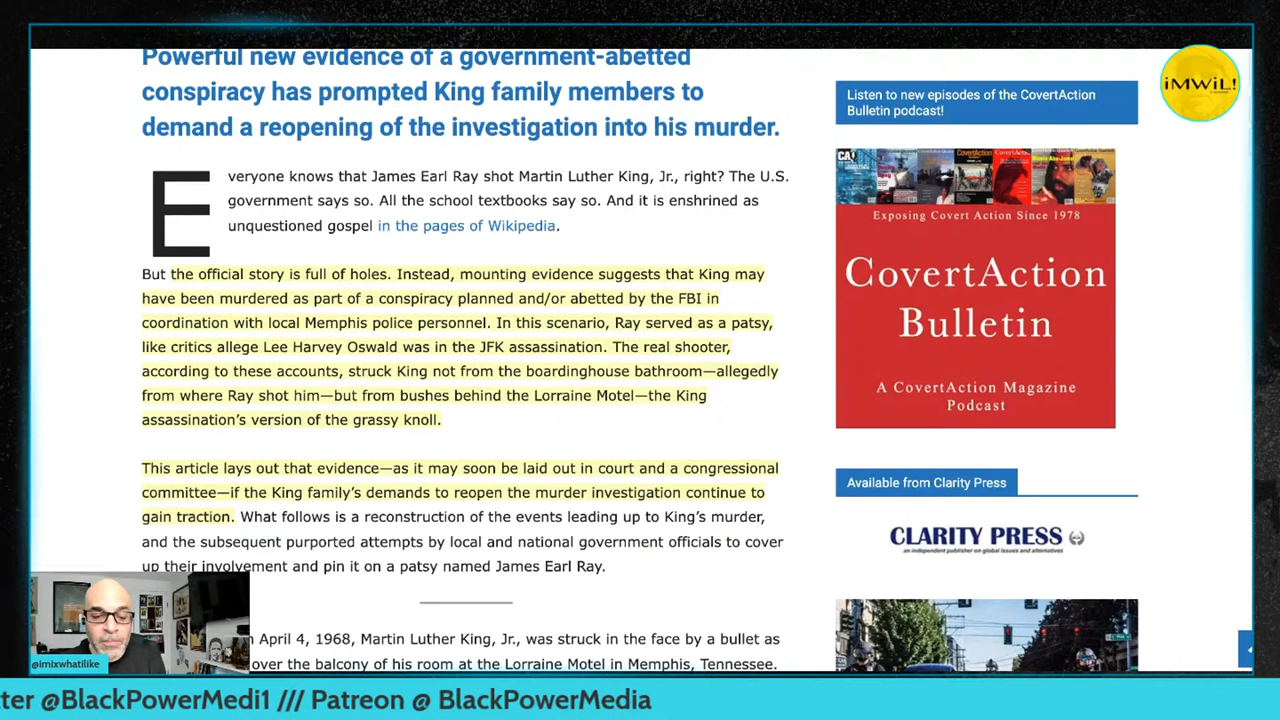 Powerful new evidence of a government-abetted
conspiracy has prompted King family members to
demand a reopening of the investigation into his murder.
Everyone knows that James Earl Ray shot Martin Luther King, Jr., right? The U.S.
government says so. All the school textbooks say so. And it is enshrined as
unquestioned gospel in the pages of Wikipedia.
But the official story is full of holes. Instead, mounting evidence suggests that King may
have been murdered as part of a conspiracy planned and/or abetted by the FBI in
coordination with local Memphis police personnel. In this scenario, Ray served as a patsy,
like critics allege Lee Harvey Oswald was in the JFK assassination. The real shooter,
according to these accounts, struck King not from the boardinghouse bathroom—allegedly
from where Ray shot him—but from bushes behind the Lorraine Motel—the King
assassination's version of the grassy knoll.
This article lays out that evidence—as it may soon be laid out in court and a congressional
committee—if the King family's demands to reopen the murder investigation continue to
gain traction. What follows is a reconstruction of the events leading up to King's murder,
and the subsequent purported attempts by local and national government officials to cover
up their involvement and pin it on a patsy named James Earl Ray.
April 4, 1968, Martin Luther King, Jr., was struck in the face by a bullet as
over the balcony of his room at the Lorraine Motel in Memphis, Tennessee.
Listen to new episodes of the CovertAction
Bulletin podcast!
Exposing Covert Action Since 1978
CovertAction
Bulletin
A CovertAction Magazine
Podcast
Available from Clarity Press
CLARITY PRESS
an independent publisher on global issues and alternatives
iMWiL!
@imixwhatilike
ter @BlackPowerMedi1 /// Patreon @ BlackPowerMedia